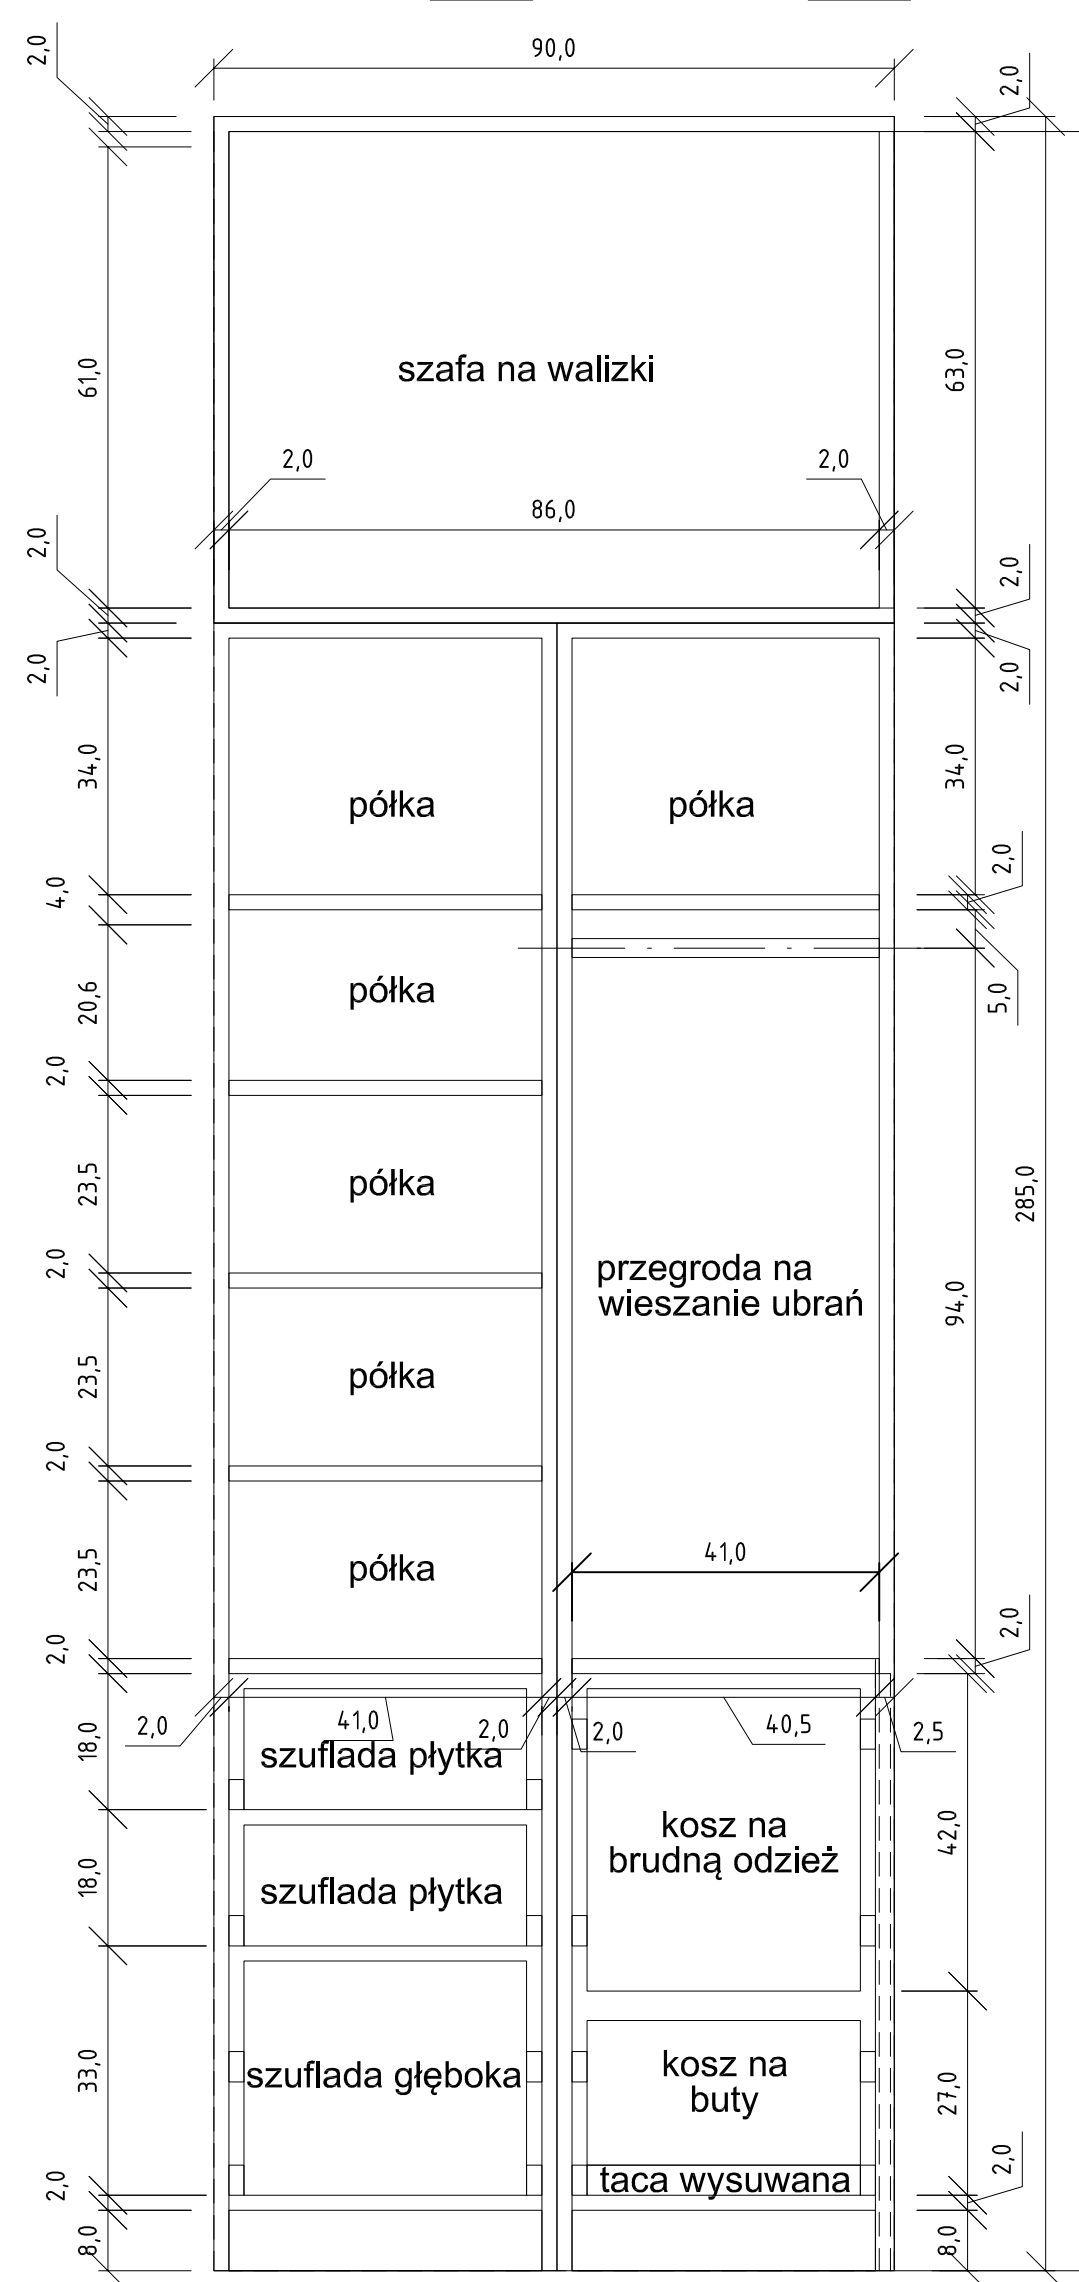 2,0
90,0
2,0
61,0
szafa na walizki
63,0
2,0
2,0
86,0
2,0
2,0
2,0
2,0
34,0
półka
półka
34,0
2,0
4,0
20,6
półka
5,0
2,0
23,5
półka
285,0
2,0
przegroda na
wieszanie ubrań
94,0
23,5
półka
2,0
23,5
półka
41,0
2,0
2,0
2,0
41,0
2,0
2,0
40,5
2,5
18,0
szuflada płytka
kosz na
brudną odzież
42,0
18,0
szuflada płytka
33,0
szuflada głęboka
kosz na
buty
27,0
2,0
taca wysuwana
2,0
8,0
8,0